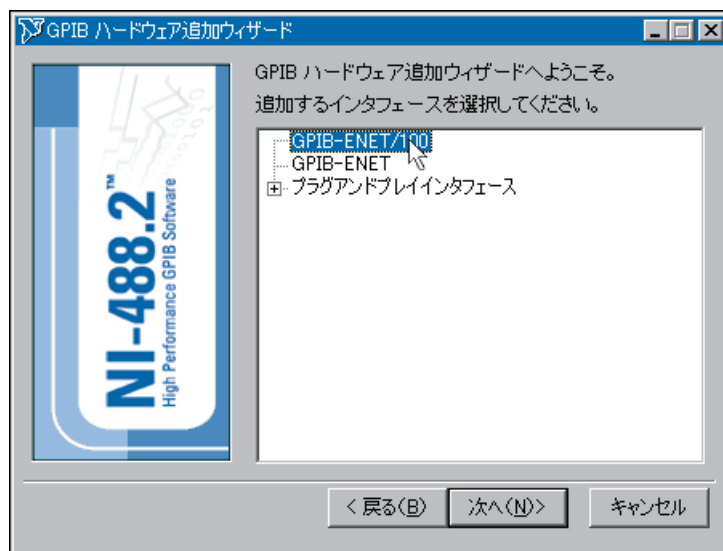 GPIB ハードウェア追加ウィザード
GPIB ハードウェア追加ウィザードへようこそ。
追加するインタフェースを選択してください。
GPIB-ENET/100
GPIB-ENET
プラグアンドプレイインタフェース
NI-488.2™
High Performance GPIB Software
< 戻る(B)
次へ(N)>
キャンセル